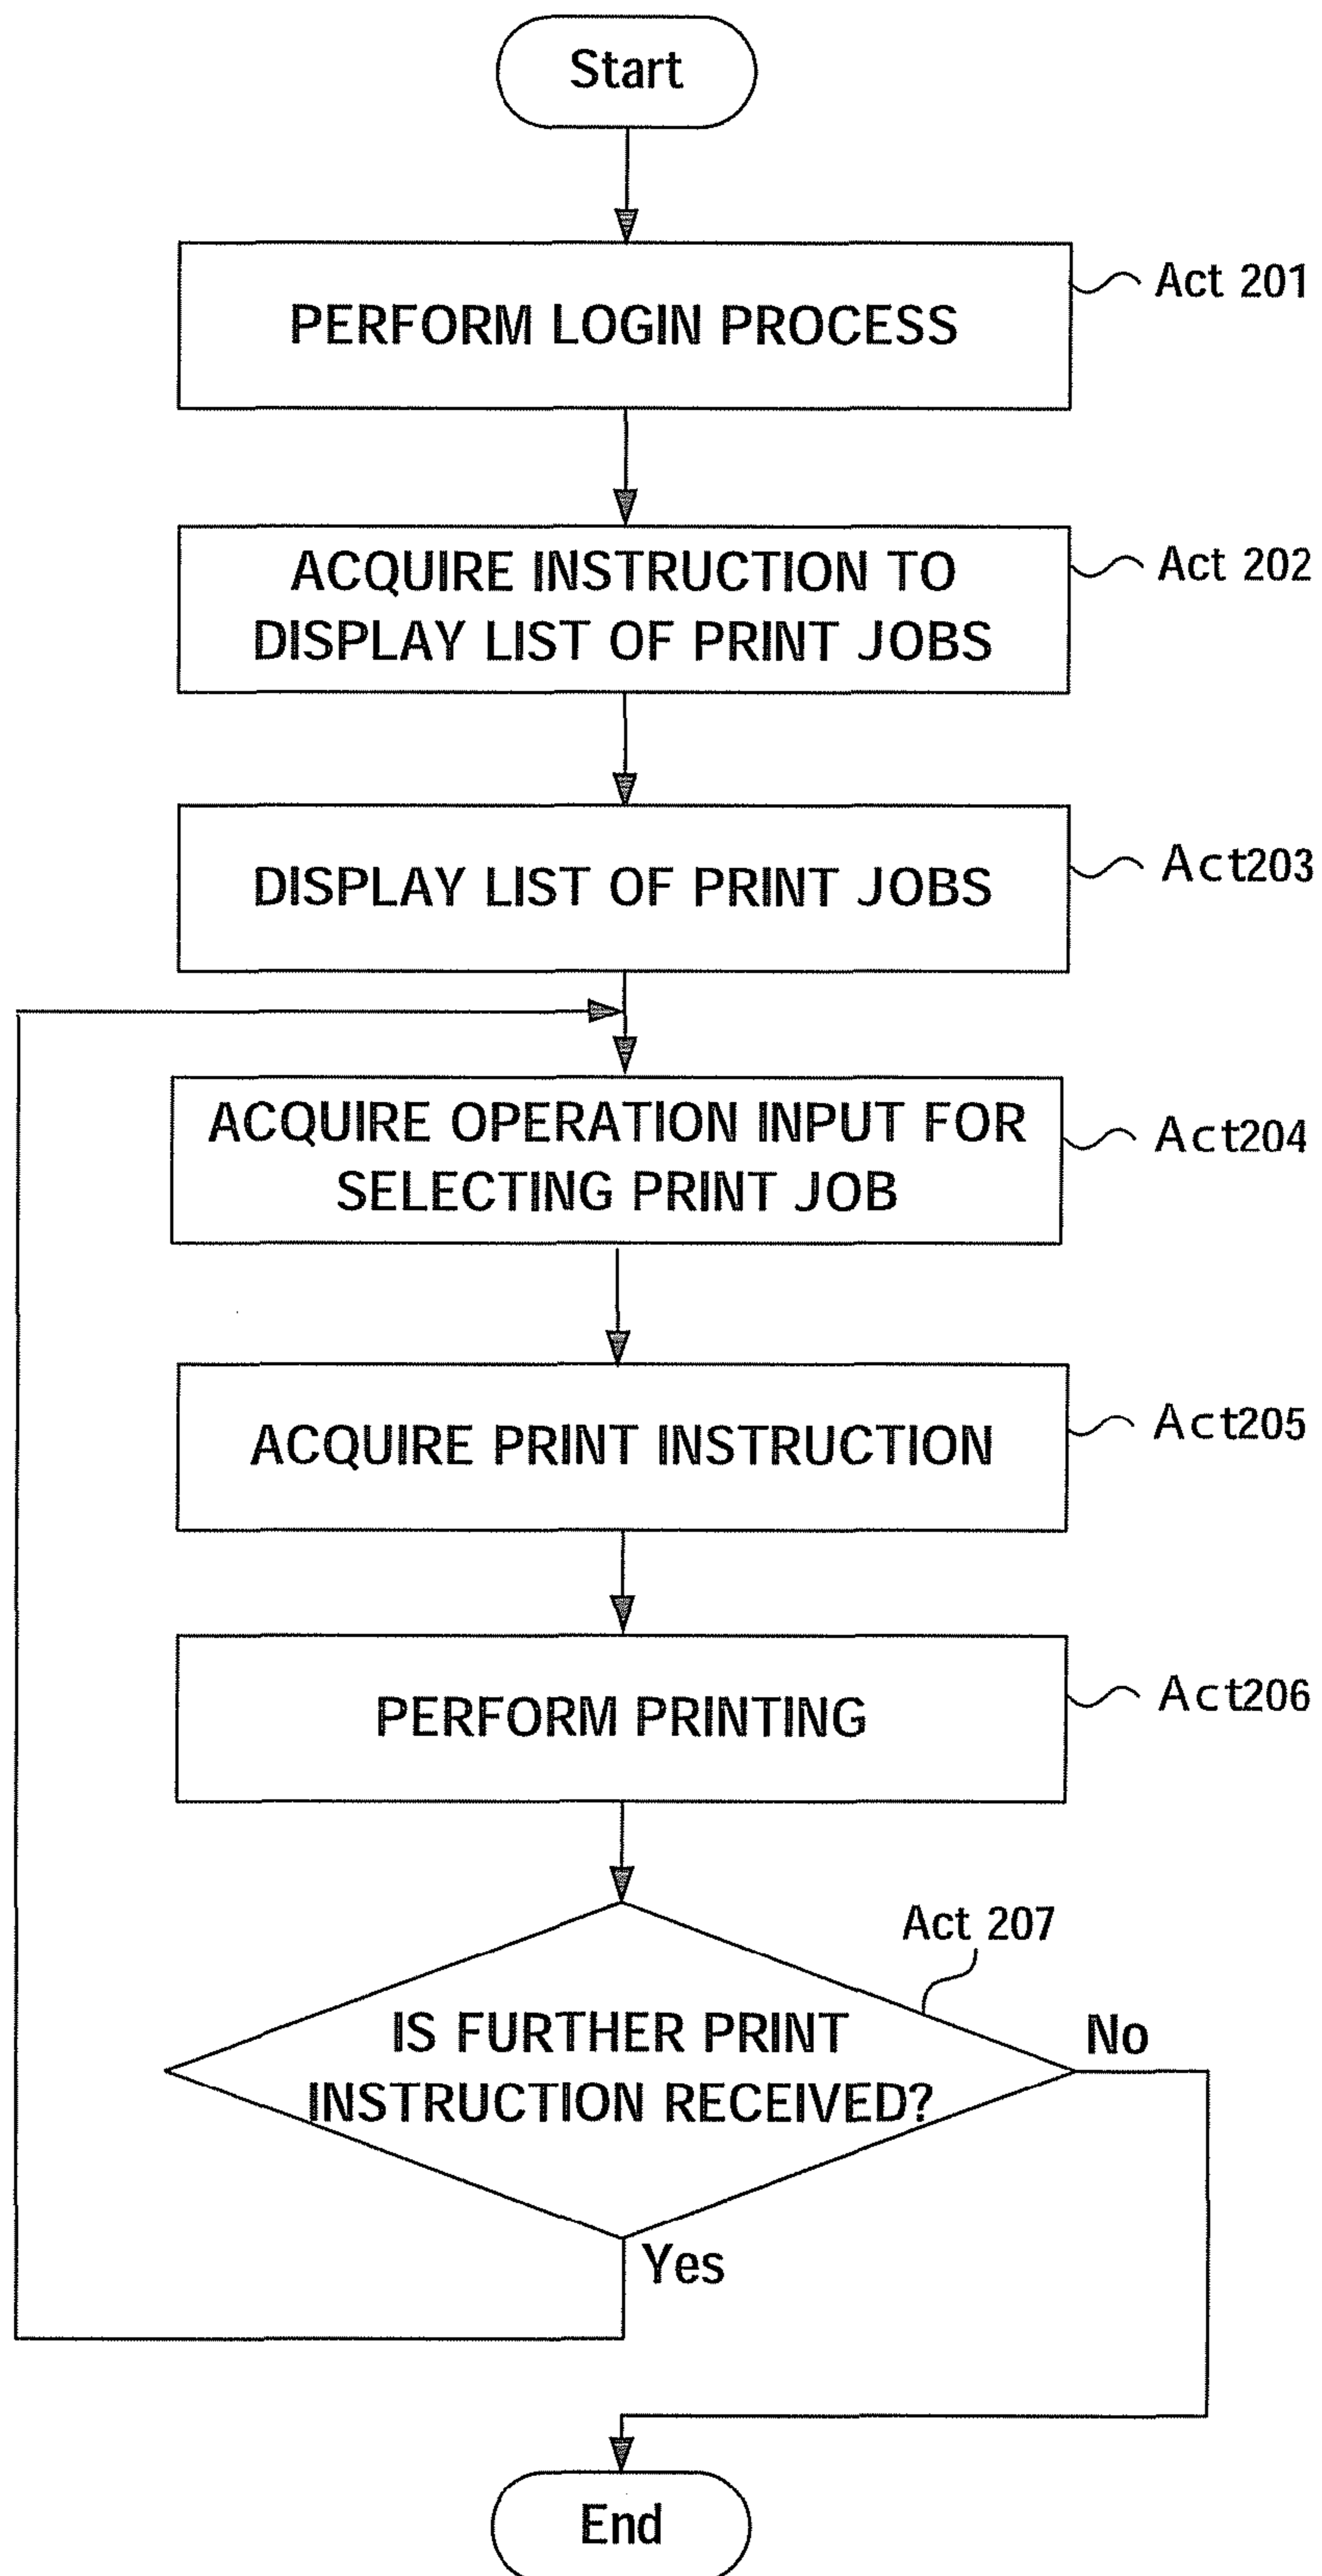 Start
PERFORM LOGIN PROCESS
Act 201
ACQUIRE INSTRUCTION TO
DISPLAY LIST OF PRINT JOBS
Act 202
DISPLAY LIST OF PRINT JOBS
Act203
ACQUIRE OPERATION INPUT FOR
SELECTING PRINT JOB
Act204
ACQUIRE PRINT INSTRUCTION
Act205
PERFORM PRINTING
Act206
Act 207
IS FURTHER PRINT
INSTRUCTION RECEIVED?
No
Yes
End